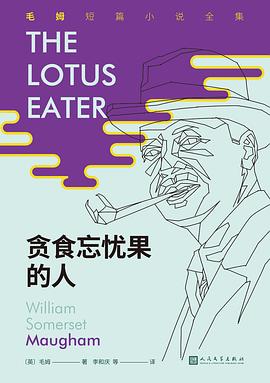 毛姆短篇小说全集
THE
LOTUS
EATER
贪食忘忧果
的人
William
Somerset
Maugham
（英）毛姆 著 李和庆 等 译
人民文学出版社